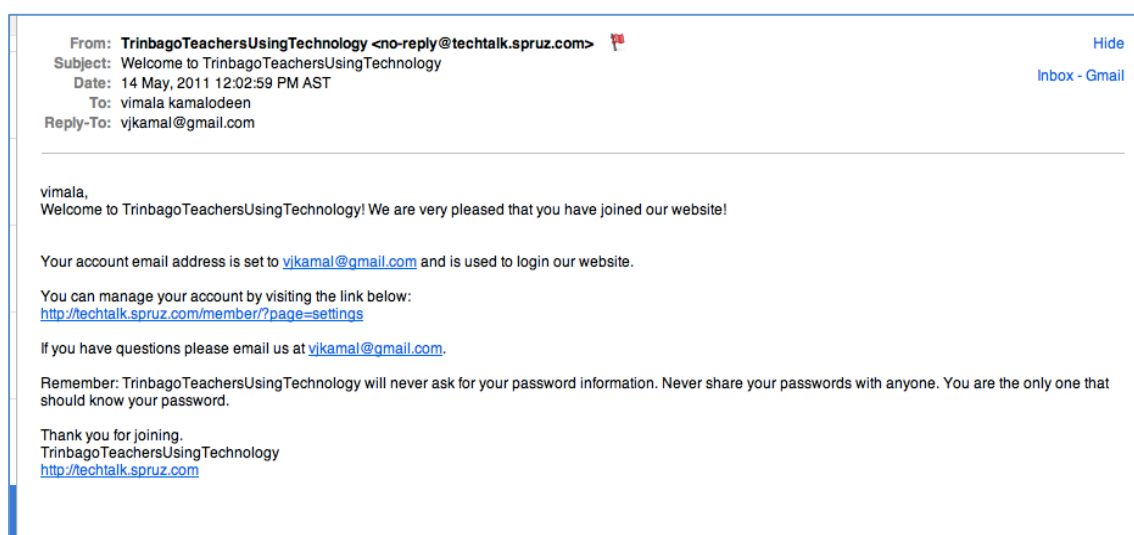 From: TrinbagoTeachersUsingTechnology <no-reply@techtalk.spruz.com>
Hide
Subject: Welcome to TrinbagoTeachersUsingTechnology
Date: 14 May, 2011 12:02:59 PM AST
Inbox - Gmail
To: vimala kamalodeen
Reply-To: vjkamal@gmail.com
vimala,
Welcome to TrinbagoTeachersUsingTechnology! We are very pleased that you have joined our website!
Your account email address is set to vjkamal@gmail.com and is used to login our website.
You can manage your account by visiting the link below:
http://techtalk.spruz.com/member/?page=settings
If you have questions please email us at vjkamal@gmail.com.
Remember: TrinbagoTeachersUsingTechnology will never ask for your password information. Never share your passwords with anyone. You are the only one that
should know your password.
Thank you for joining.
TrinbagoTeachersUsingTechnology
http://techtalk.spruz.com